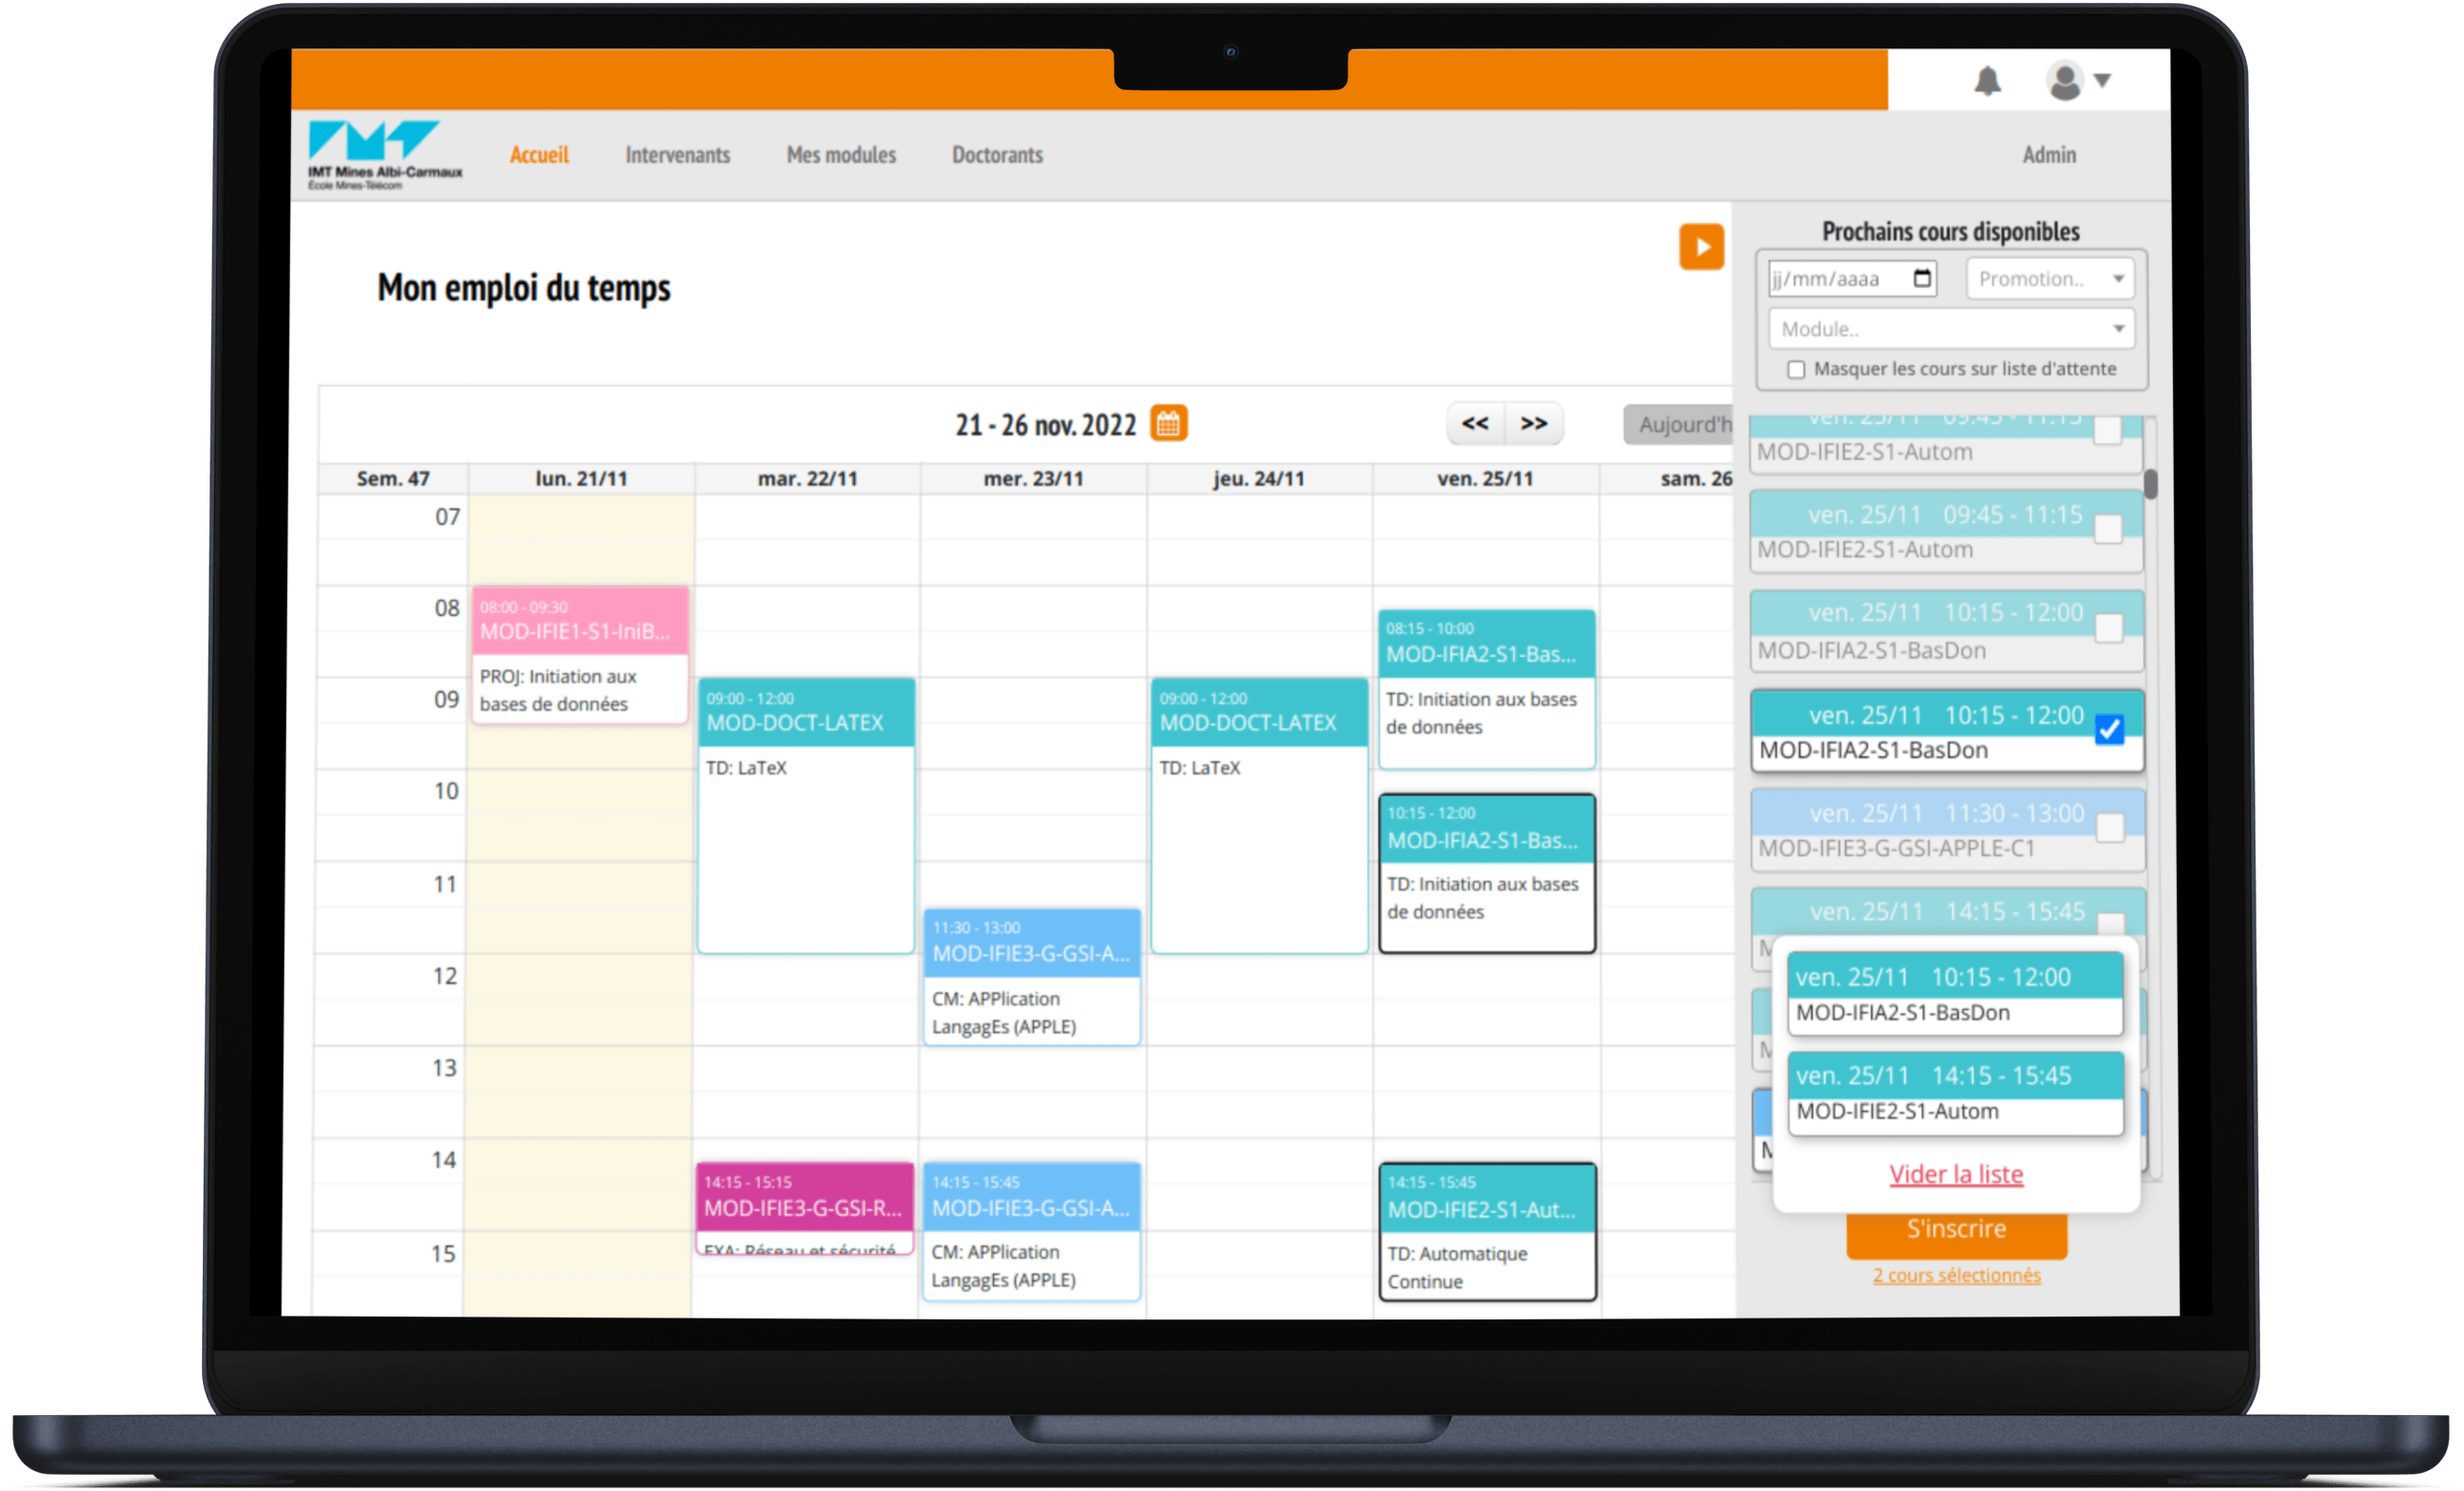 IMT Mines Albi-Carmaux
École Mines-Télécom
Accueil
Intervenants
Mes modules
Doctorants
Admin
Mon emploi du temps
21 - 26 nov. 2022
<<
>>
Aujourd'h
Sem. 47
lun. 21/11
mar. 22/11
mer. 23/11
jeu. 24/11
ven. 25/11
sam. 26
07
08
09
10
11
12
13
14
15
08:00 - 09:30
MOD-IFIE1-S1-IniB...
PROJ: Initiation aux
bases de données
09:00 - 12:00
MOD-DOCT-LATEX
TD: LaTeX
14:15 - 15:15
MOD-IFIE3-G-GSI-R...
EXA: Réseau et sécurité
11:30 - 13:00
MOD-IFIE3-G-GSI-A...
CM: APPlication
LangagEs (APPLE)
14:15 - 15:45
MOD-IFIE3-G-GSI-A...
CM: APPlication
LangagEs (APPLE)
09:00 - 12:00
MOD-DOCT-LATEX
TD: LaTeX
08:15 - 10:00
MOD-IFIA2-S1-Bas...
TD: Initiation aux bases
de données
10:15 - 12:00
MOD-IFIA2-S1-Bas...
TD: Initiation aux bases
de données
14:15 - 15:45
MOD-IFIE2-S1-Aut...
TD: Automatique
Continue
Prochains cours disponibles
jj/mm/aaaa
Promotion..
Module..
Masquer les cours sur liste d'attente
ven. 25/11 09:45 - 11:15
MOD-IFIE2-S1-Autom
ven. 25/11 09:45 - 11:15
MOD-IFIE2-S1-Autom
ven. 25/11 10:15 - 12:00
MOD-IFIA2-S1-BasDon
ven. 25/11 10:15 - 12:00
MOD-IFIA2-S1-BasDon
ven. 25/11 11:30 - 13:00
MOD-IFIE3-G-GSI-APPLE-C1
ven. 25/11 14:15 - 15:45
ven. 25/11 10:15 - 12:00
MOD-IFIA2-S1-BasDon
ven. 25/11 14:15 - 15:45
MOD-IFIE2-S1-Autom
Vider la liste
S'inscrire
2 cours sélectionnés